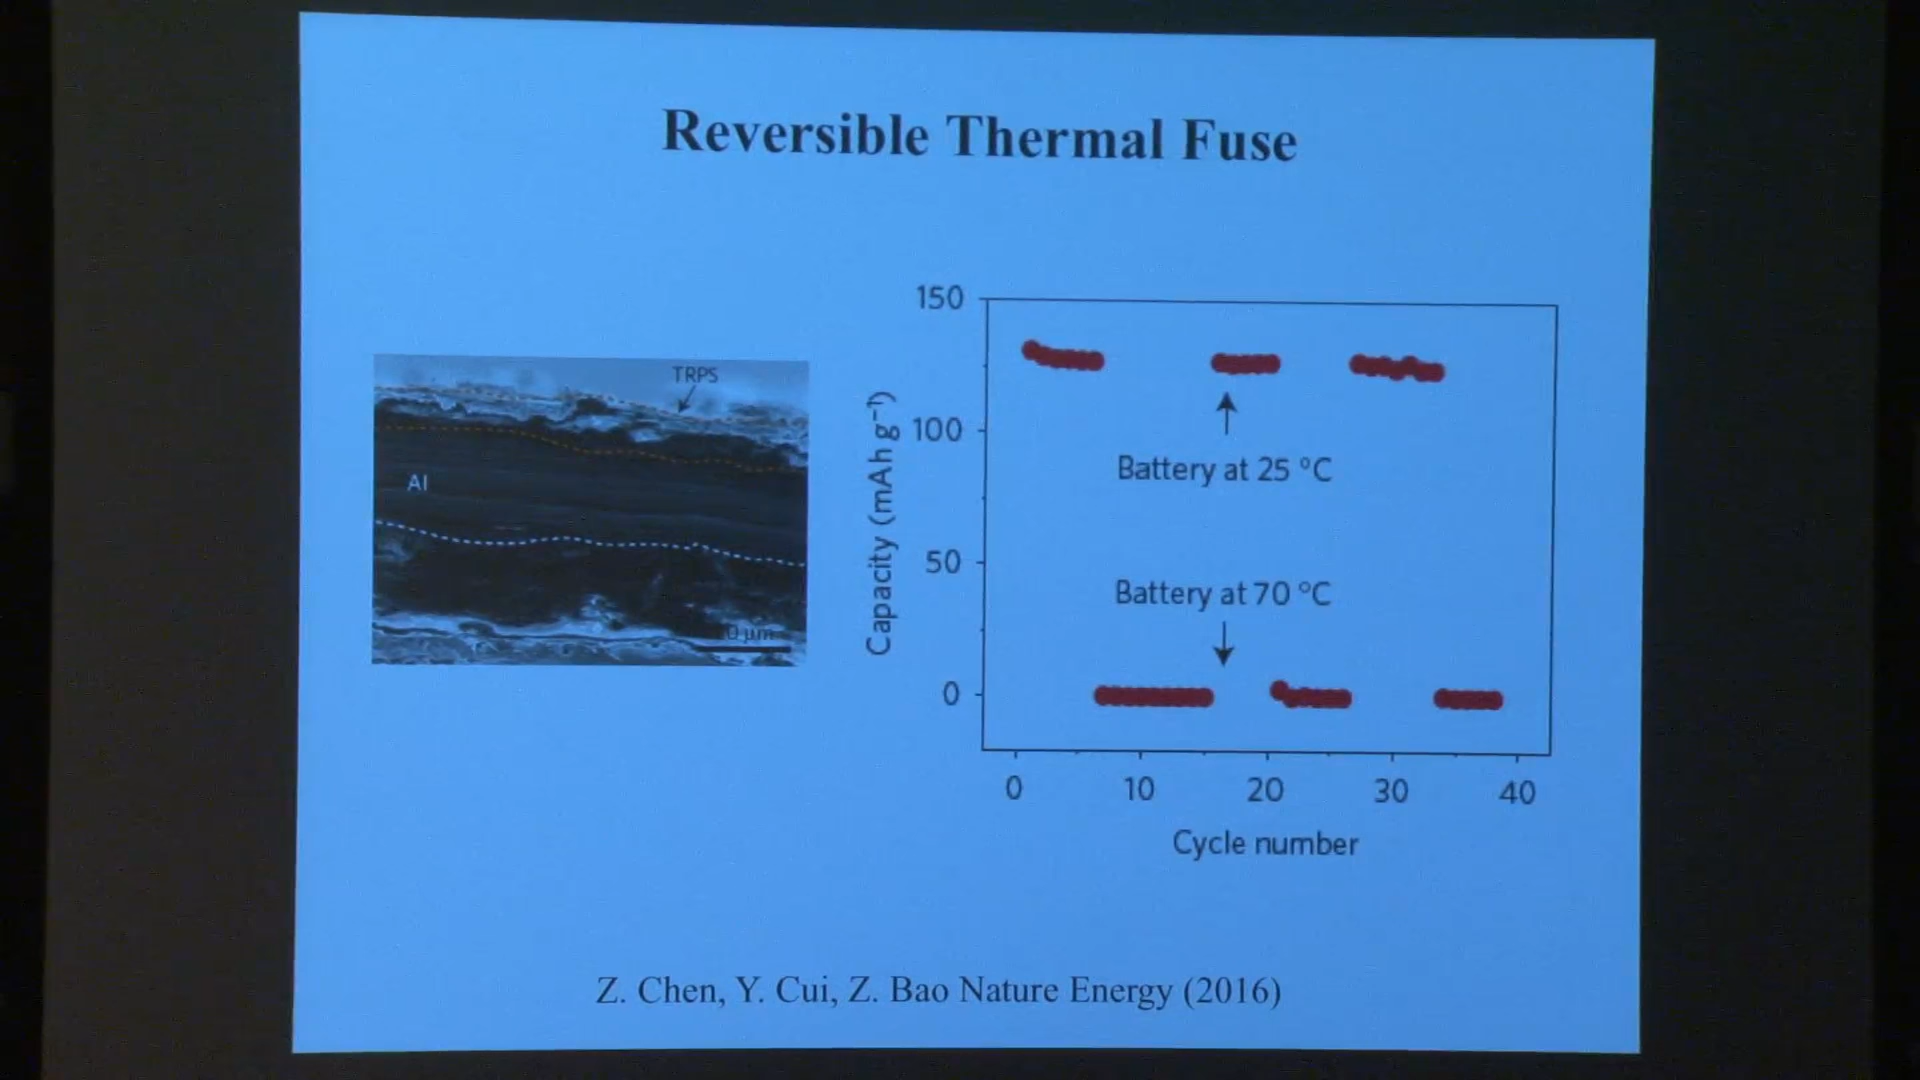 Reversible Thermal Fuse
TRPS
Al
Capacity (mAh g⁻¹)
150
100
50
0
Battery at 25 °C
Battery at 70 °C
0 10 20 30 40
Cycle number
Z. Chen, Y. Cui, Z. Bao Nature Energy (2016)